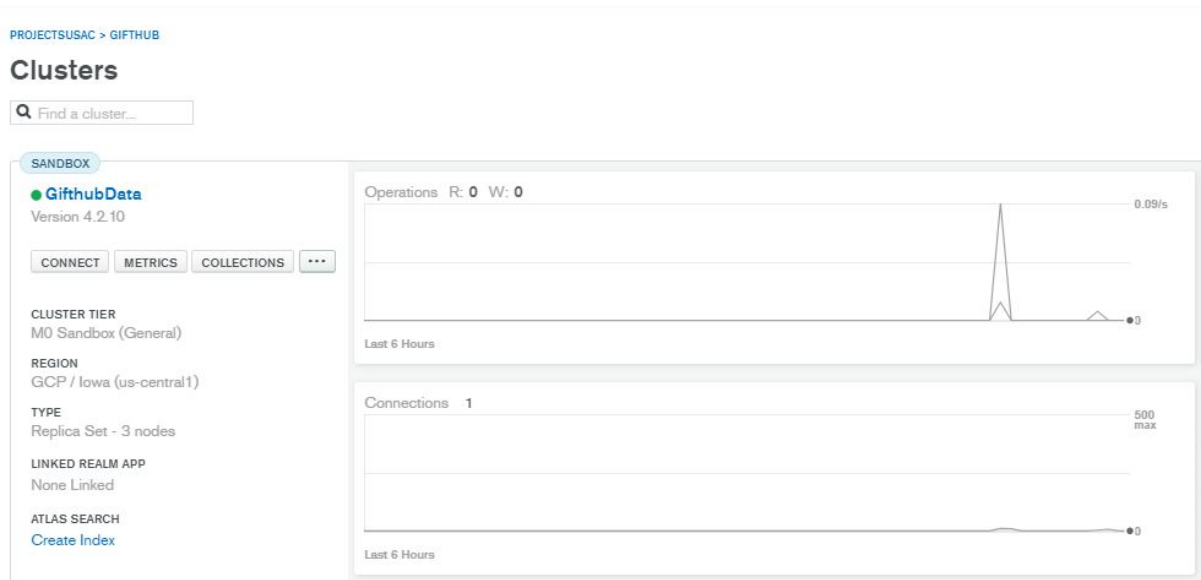 PROJECTSUSAC > GIFTHUB
Clusters
Find a cluster...
SANDBOX
GifthubData
Version 4.2.10
CONNECT METRICS COLLECTIONS ...
CLUSTER TIER
M0 Sandbox (General)
REGION
GCP / Iowa (us-central1)
TYPE
Replica Set - 3 nodes
LINKED REALM APP
None Linked
ATLAS SEARCH
Create Index
Operations R: 0 W: 0
0.09/s
0
Last 6 Hours
Connections 1
500
max
0
Last 6 Hours